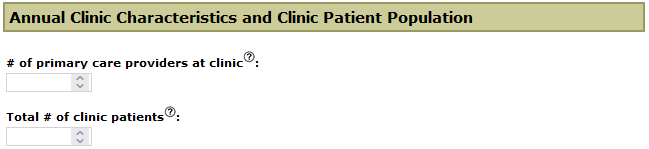 Annual Clinic Characteristics and Clinic Patient Population
# of primary care providers at clinic?:
Total # of clinic patients?: